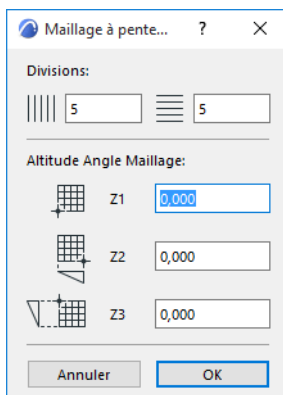 Maillage à pente... ? ×
Divisions:
5 5
Altitude Angle Maillage:
Z1 0,000
Z2 0,000
Z3 0,000
Annuler OK